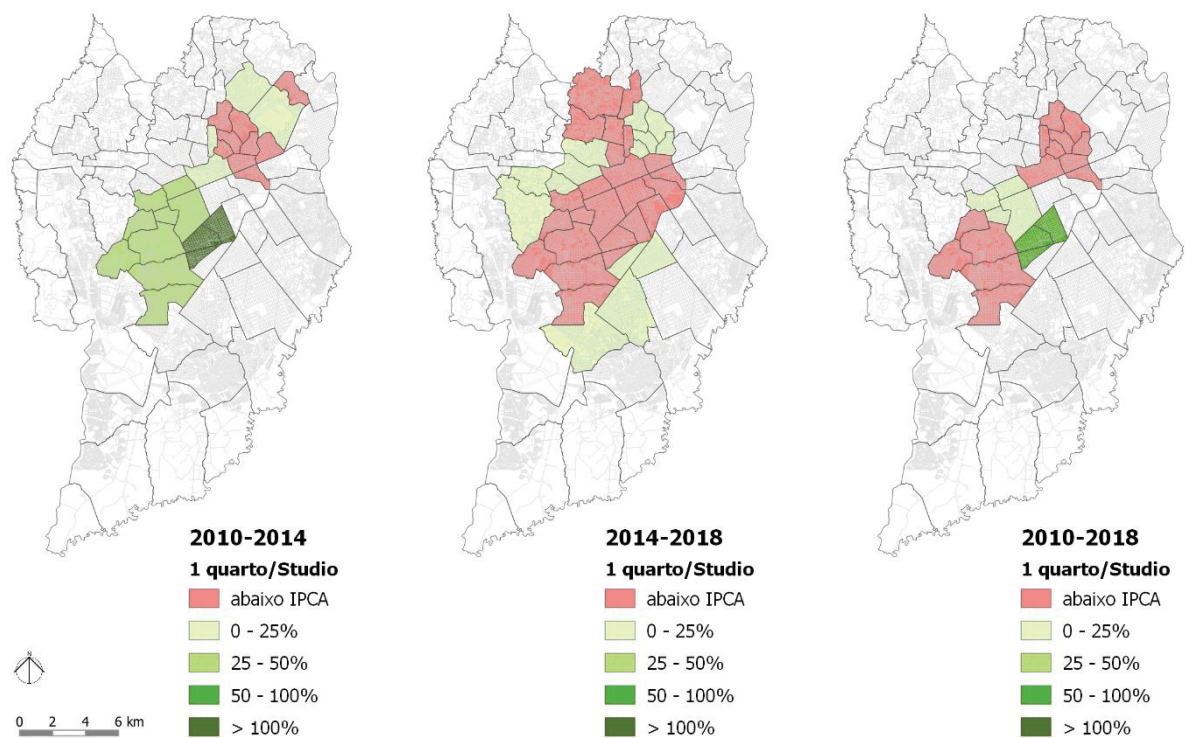 2010-2014
1 quarto/Studio
abaixo IPCA
0 - 25%
25 - 50%
50 - 100%
> 100%
2014-2018
1 quarto/Studio
abaixo IPCA
0 - 25%
25 - 50%
50 - 100%
> 100%
2010-2018
1 quarto/Studio
abaixo IPCA
0 - 25%
25 - 50%
50 - 100%
> 100%
N
0 2 4 6 km